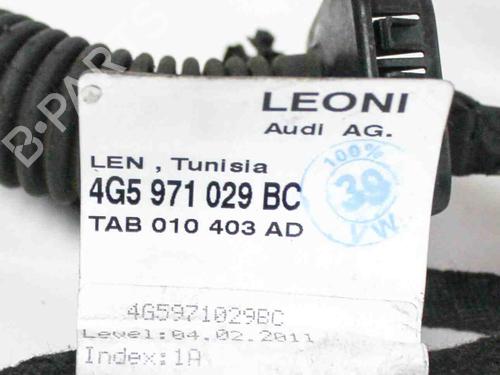 LEONI
Audi AG.
LEN , Tunisia
4G5 971 029 BC
TAB 010 403 AD
100%
39
VW
4G5971029BC
Level:04.02.2011
Index:1A
B-PARTS